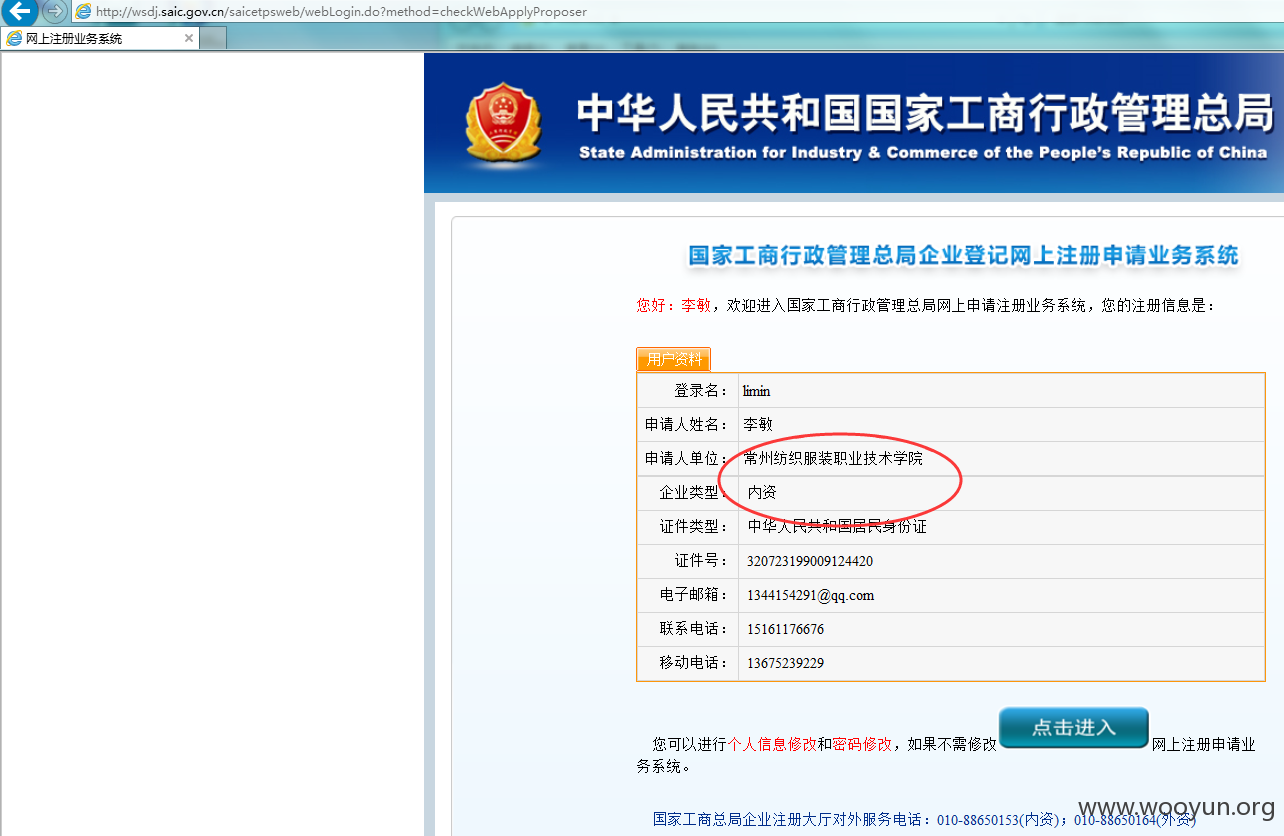 http://wsdj.saic.gov.cn/saicetpsweb/webLogin.do?method=checkWebApplyProposer
网上注册业务系统
中华人民共和国国家工商行政管理总局
State Administration for Industry & Commerce of the People's Republic of China
国家工商行政管理总局企业登记网上注册申请业务系统
您好：李敏，欢迎进入国家工商行政管理总局网上申请注册业务系统，您的注册信息是：
用户资料
登录名： limin
申请人姓名： 李敏
申请人单位： 常州纺织服装职业技术学院
企业类型： 内资
证件类型： 中华人民共和国居民身份证
证件号： 320723199009124420
电子邮箱： 1344154291@qq.com
联系电话： 15161176676
移动电话： 13675239229
您可以进行个人信息修改和密码修改，如果不需修改 点击进入 网上注册申请业
务系统。
国家工商总局企业注册大厅对外服务电话：010-88650153(内资)；010-88650164(外资)
www.wooyun.org